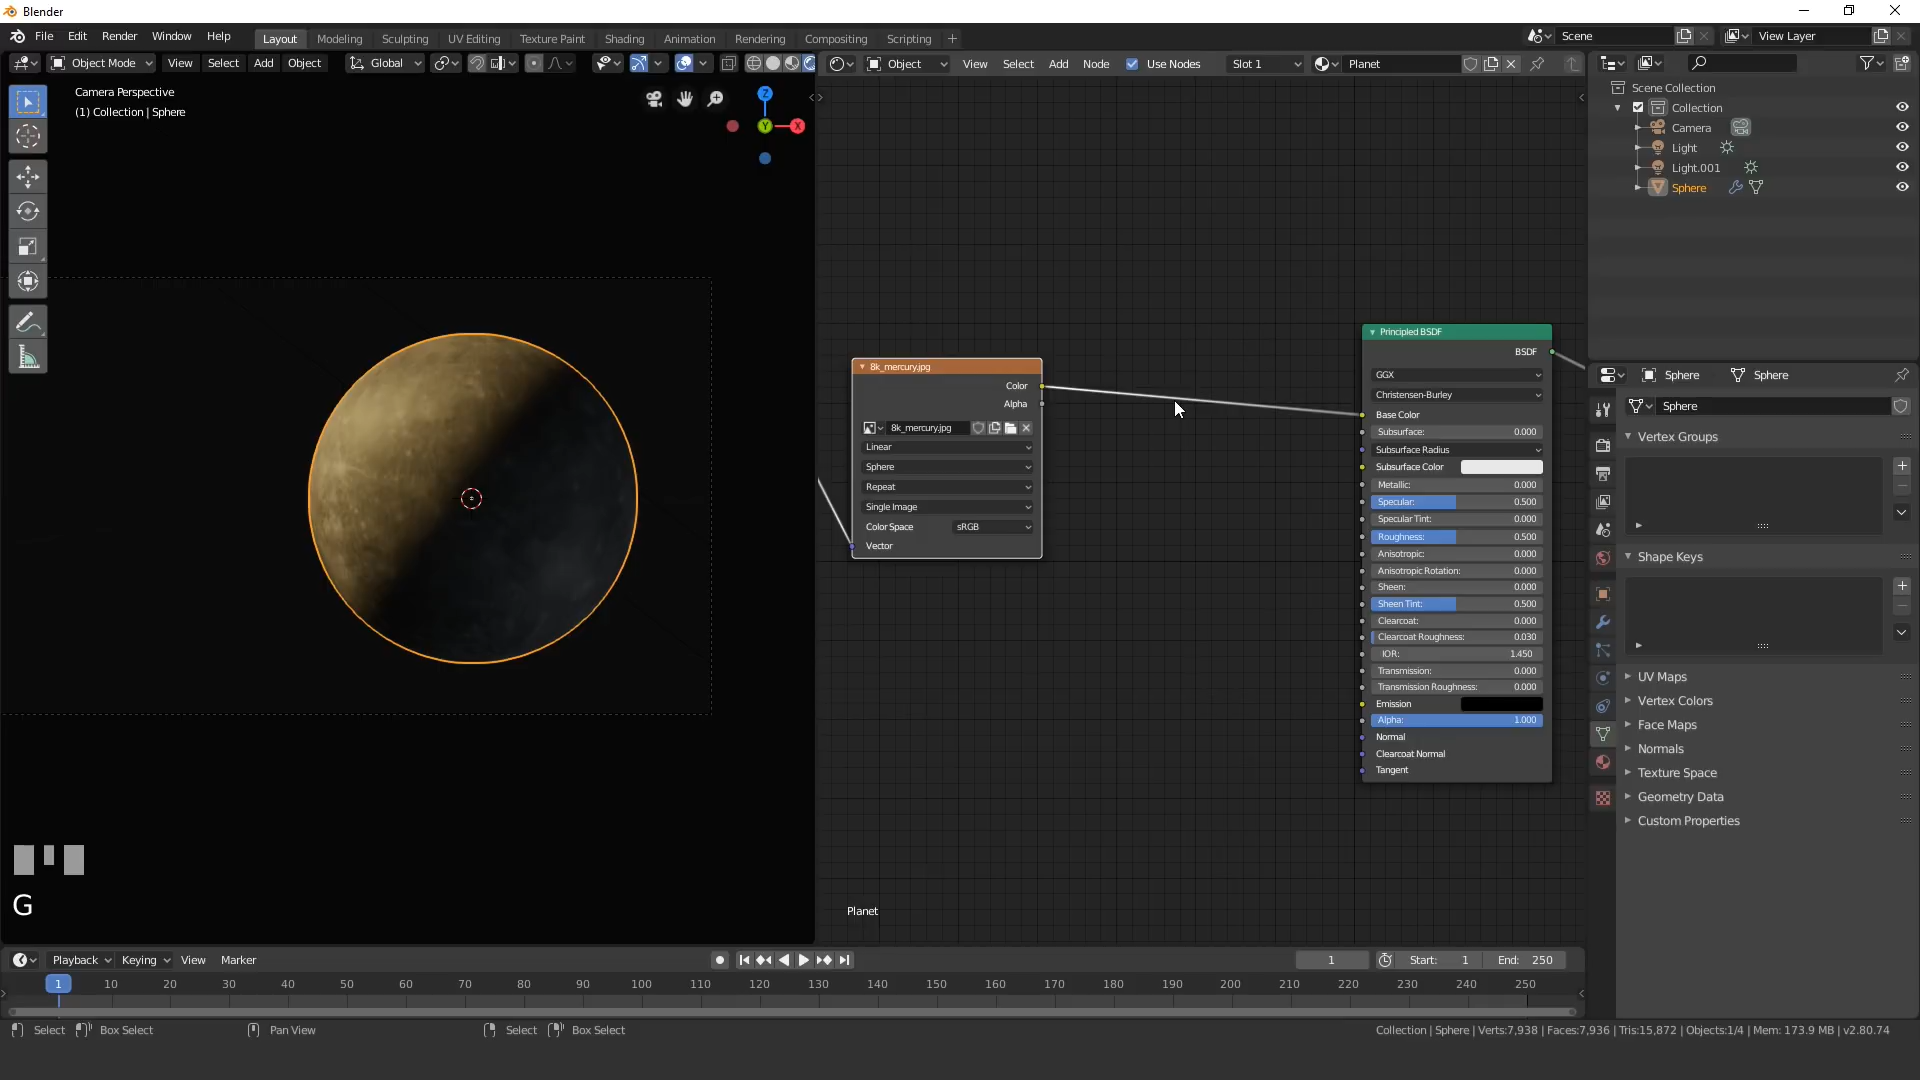 Blender
File Edit Render Window Help
Layout Modeling Sculpting UV Editing Texture Paint Shading Animation Rendering Compositing Scripting +
Scene
View Layer
Object Mode View Select Add Object Global
Object View Select Add Node Use Nodes Slot 1 Planet
Camera Perspective
(1) Collection | Sphere
Z
Y
X
8k_mercury.jpg
Color
Alpha
8k_mercury.jpg
Linear
Sphere
Repeat
Single Image
Color Space sRGB
Vector
Principled BSDF
BSDF
GGX
Christensen-Burley
Base Color
Subsurface: 0.000
Subsurface Radius
Subsurface Color
Metallic: 0.000
Specular: 0.500
Specular Tint: 0.000
Roughness: 0.500
Anisotropic: 0.000
Anisotropic Rotation: 0.000
Sheen: 0.000
Sheen Tint: 0.500
Clearcoat: 0.000
Clearcoat Roughness: 0.030
IOR: 1.450
Transmission: 0.000
Transmission Roughness: 0.000
Emission
Alpha: 1.000
Normal
Clearcoat Normal
Tangent
Scene Collection
Collection
Camera
Light
Light.001
Sphere
Sphere Sphere
Sphere
Vertex Groups
Shape Keys
UV Maps
Vertex Colors
Face Maps
Normals
Texture Space
Geometry Data
Custom Properties
G
Planet
Playback Keying View Marker
1 Start: 1 End: 250
1 10 20 30 40 50 60 70 80 90 100 110 120 130 140 150 160 170 180 190 200 210 220 230 240 250
Select Box Select Pan View Select Box Select
Collection | Sphere | Verts:7,938 | Faces:7,936 | Tris:15,872 | Objects:1/4 | Mem: 173.9 MB | v2.80.74